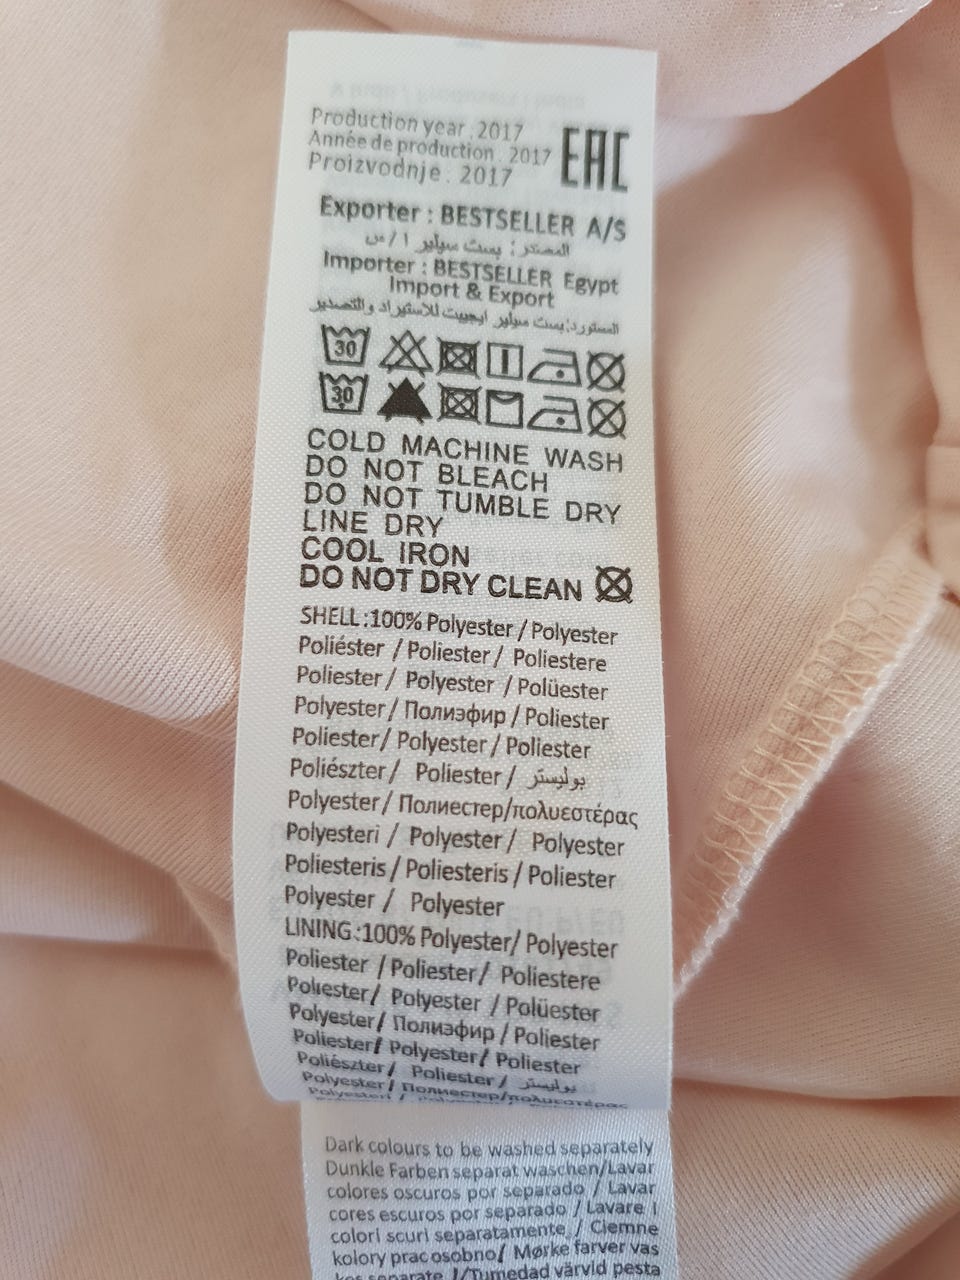 Production year . 2017
Année de production . 2017
Proizvodnje . 2017
EAC
Exporter : BESTSELLER A/S
المصدر : بست سيلير ا/س
Importer : BESTSELLER Egypt
Import & Export
المستورد:بست سيلير ايجيبت للاستيراد والتصدير
30
30
COLD MACHINE WASH
DO NOT BLEACH
DO NOT TUMBLE DRY
LINE DRY
COOL IRON
DO NOT DRY CLEAN
SHELL :100% Polyester / Polyester
Poliéster / Poliester / Poliestere
Poliester / Polyester / Polüester
Polyester / Полиэфир / Poliester
Poliester/ Polyester / Poliester
Poliészter/ Poliester / بوليستر
Polyester/ Полиестер/πολυεστέρας
Polyesteri / Polyester / Polyester
Poliesteris / Poliesteris / Poliester
Polyester / Polyester
LINING :100% Polyester/ Polyester
Poliester / Poliester/ Poliestere
Poliester/ Polyester / Polüester
Polyester/ Полиэфир / Poliester
Poliester/ Polyester/ Poliester
Poliészter/ Poliester / بوليستر
Polyester/ Полиестер/πολυεστέρας
Dark colours to be washed separately
Dunkle Farben separat waschen/Lavar
colores oscuros por separado / Lavar
cores escuros por separado / Lavare i
colori scuri separatamente / Ciemne
kolory prac osobno/ Mørke farver vas
kes separate /Tumedad värvid pesta